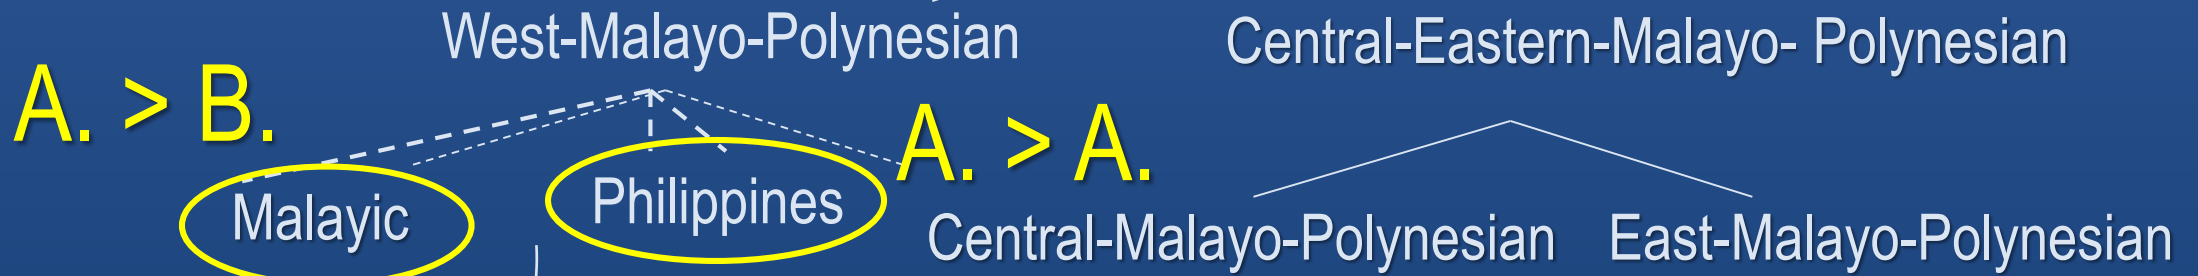 West-Malayo-Polynesian
Central-Eastern-Malayo- Polynesian
A. > B.
A. > A.
Malayic
Philippines
Central-Malayo-Polynesian
East-Malayo-Polynesian